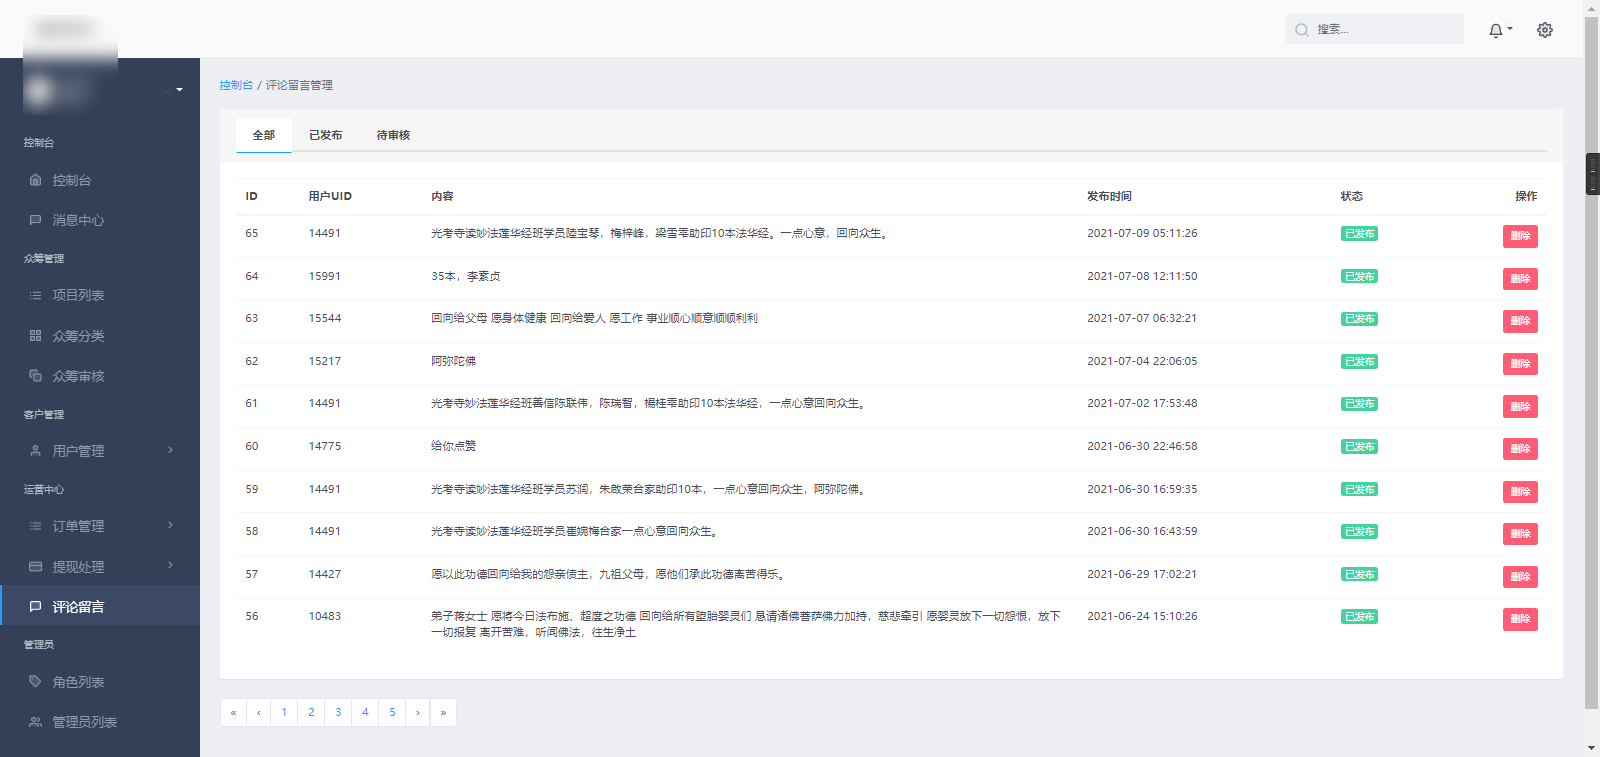 搜索...
控制台 / 评论留言管理
控制台
控制台
消息中心
众筹管理
项目列表
众筹分类
众筹审核
客户管理
用户管理
运营中心
订单管理
提现处理
评论留言
管理员
角色列表
管理员列表
全部 已发布 待审核
ID 用户UID 内容 发布时间 状态 操作
65 14491 光考寺读妙法莲华经班学员陸宝琴，梅梓峰，梁雪雫助印10本法华经。一点心意，回向众生。 2021-07-09 05:11:26 已发布 删除
64 15991 35本，李素贞 2021-07-08 12:11:50 已发布 删除
63 15544 回向给父母 愿身体健康 回向给爱人 愿工作 事业顺心顺意顺顺利利 2021-07-07 06:32:21 已发布 删除
62 15217 阿弥陀佛 2021-07-04 22:06:05 已发布 删除
61 14491 光考寺妙法莲华经班善信陈联伟，陈瑞智，楊桂雫助印10本法华经，一点心意回向众生。 2021-07-02 17:53:48 已发布 删除
60 14775 给你点赞 2021-06-30 22:46:58 已发布 删除
59 14491 光考寺读妙法莲华经班学员苏润，朱啟荣合家助印10本，一点心意回向众生，阿弥陀佛。 2021-06-30 16:59:35 已发布 删除
58 14491 光考寺读妙法莲华经班学员崔婉梅合家一点心意回向众生。 2021-06-30 16:43:59 已发布 删除
57 14427 愿以此功德回向给我的怨亲债主，九祖父母，愿他们承此功德离苦得乐。 2021-06-29 17:02:21 已发布 删除
56 10483 弟子蒋女士 愿将今日法布施、超度之功德 回向给所有堕胎婴灵们 恳请诸佛菩萨佛力加持，慈悲牵引 愿婴灵放下一切怨恨，放下 2021-06-24 15:10:26 已发布 删除
一切报复 离开苦难，听闻佛法，往生净土
« ‹ 1 2 3 4 5 › »